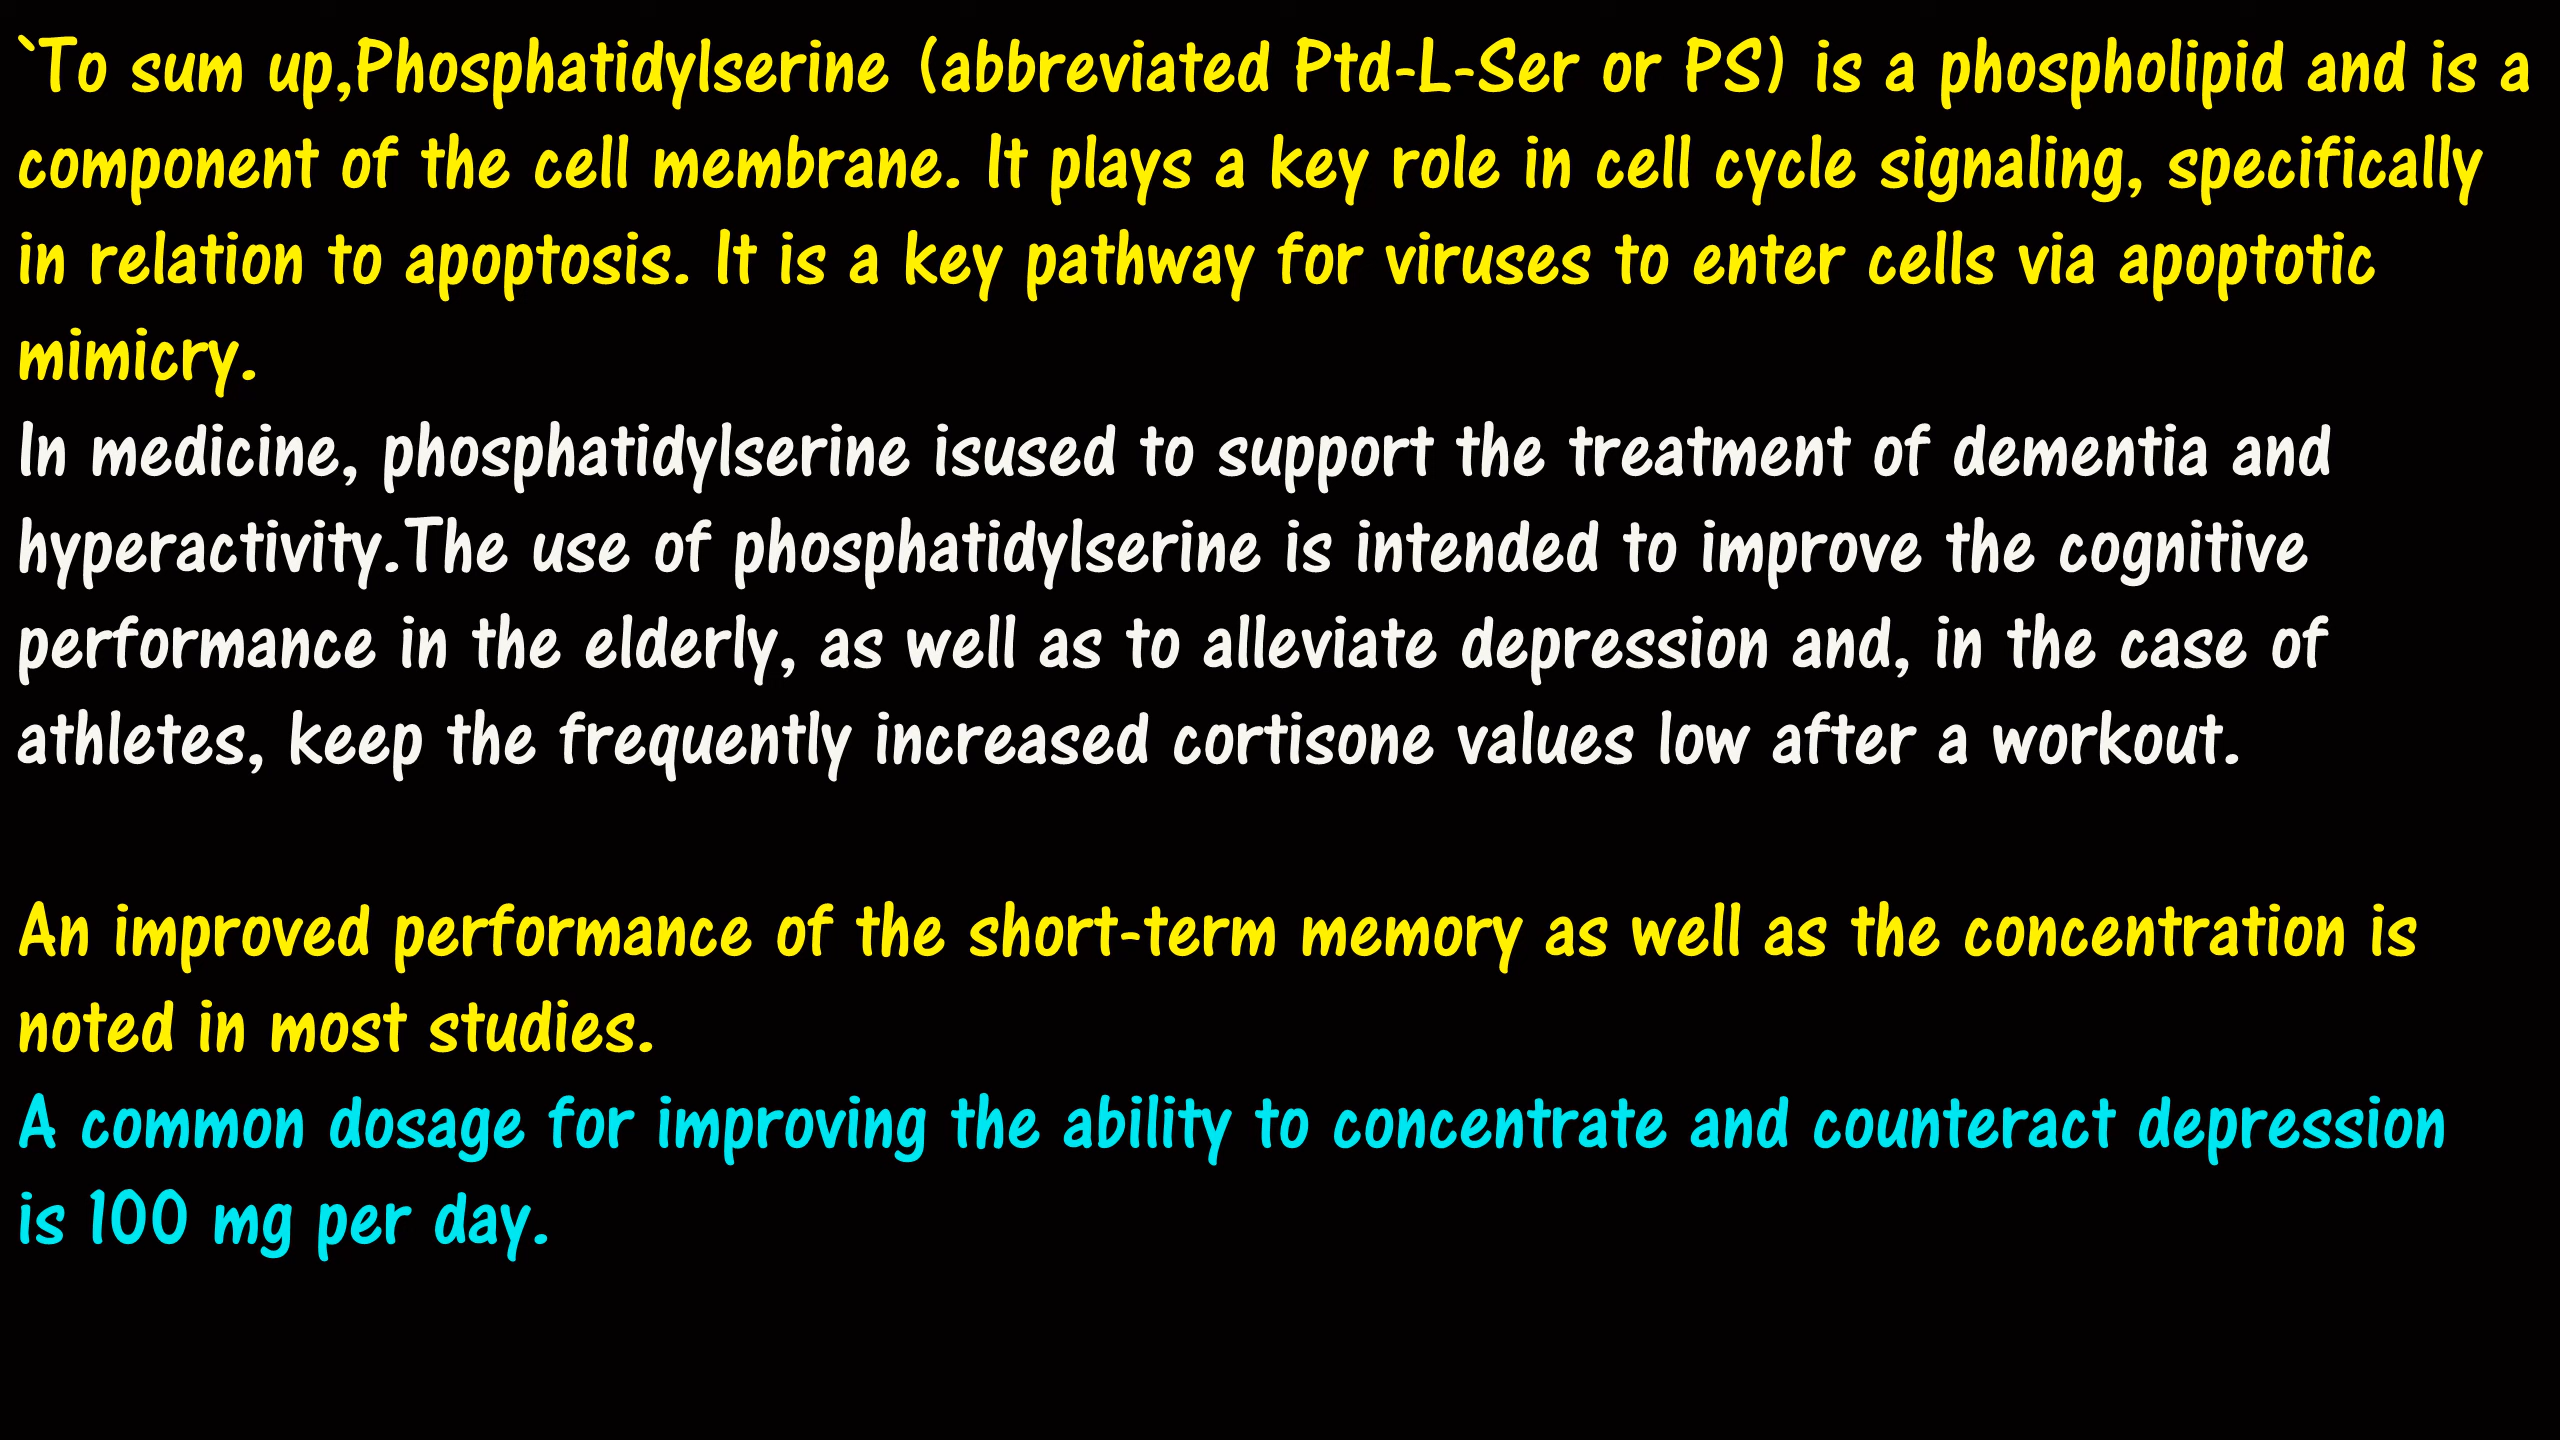 `To sum up,Phosphatidylserine (abbreviated Ptd-L-Ser or PS) is a phospholipid and is a
component of the cell membrane. It plays a key role in cell cycle signaling, specifically
in relation to apoptosis. It is a key pathway for viruses to enter cells via apoptotic
mimicry.
In medicine, phosphatidylserine isused to support the treatment of dementia and
hyperactivity.The use of phosphatidylserine is intended to improve the cognitive
performance in the elderly, as well as to alleviate depression and, in the case of
athletes, keep the frequently increased cortisone values low after a workout.
An improved performance of the short-term memory as well as the concentration is
noted in most studies.
A common dosage for improving the ability to concentrate and counteract depression
is 100 mg per day.